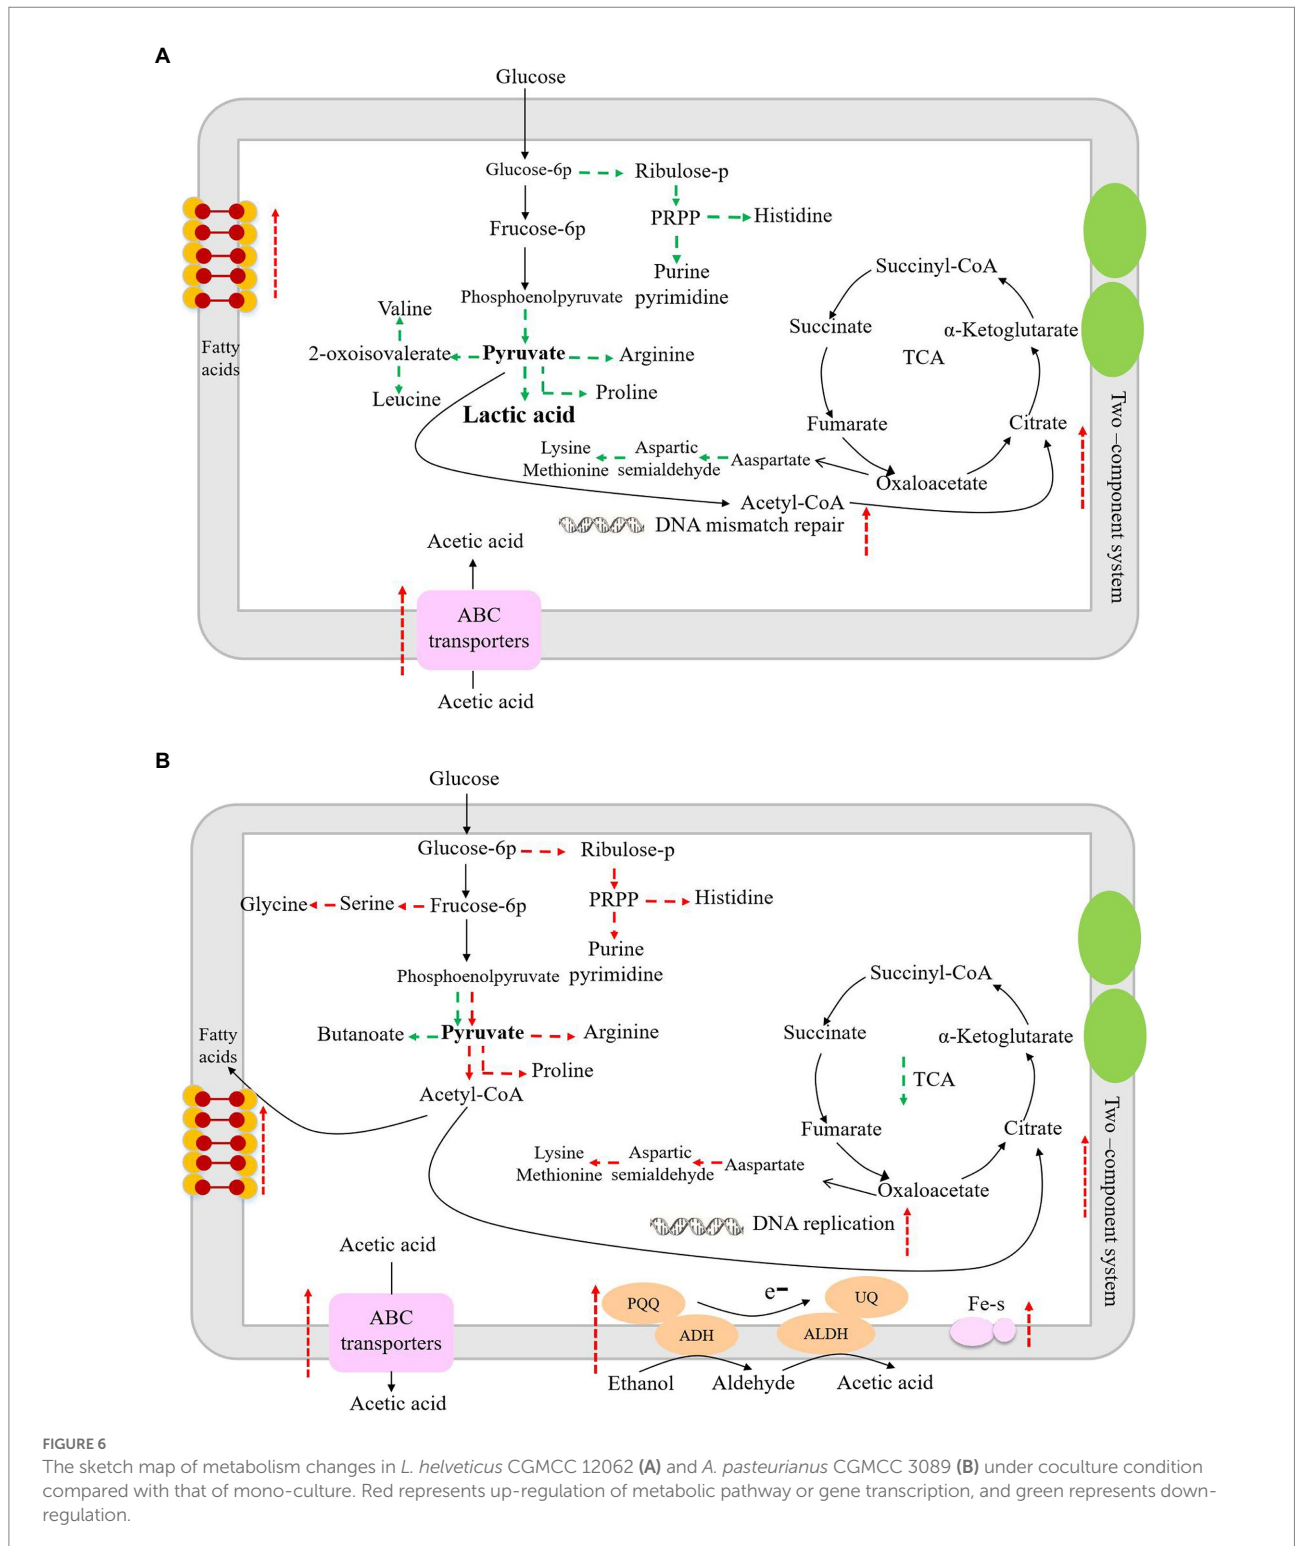 A
Glucose
Glucose-6p
Ribulose-p
PRPP
Histidine
Frucose-6p
Purine
pyrimidine
Phosphoenolpyruvate
Valine
2-oxoisovalerate
Pyruvate
Arginine
Leucine
Proline
Lactic acid
Fatty
acids
Succinyl-CoA
Succinate
α-Ketoglutarate
TCA
Fumarate
Citrate
Lysine
Methionine
Aspartic
semialdehyde
Aaspartate
Oxaloacetate
Acetyl-CoA
DNA mismatch repair
Two –component system
Acetic acid
ABC
transporters
Acetic acid
B
Glucose
Glucose-6p
Ribulose-p
Glycine
Serine
Frucose-6p
PRPP
Histidine
Purine
pyrimidine
Phosphoenolpyruvate
Butanoate
Pyruvate
Arginine
Proline
Acetyl-CoA
Fatty
acids
Succinyl-CoA
Succinate
α-Ketoglutarate
TCA
Fumarate
Citrate
Lysine
Methionine
Aspartic
semialdehyde
Aaspartate
Oxaloacetate
DNA replication
Two –component system
Acetic acid
ABC
transporters
Acetic acid
PQQ
e–
UQ
ADH
ALDH
Fe-s
Ethanol
Aldehyde
Acetic acid
FIGURE 6
The sketch map of metabolism changes in L. helveticus CGMCC 12062 (A) and A. pasteurianus CGMCC 3089 (B) under coculture condition
compared with that of mono-culture. Red represents up-regulation of metabolic pathway or gene transcription, and green represents down-
regulation.